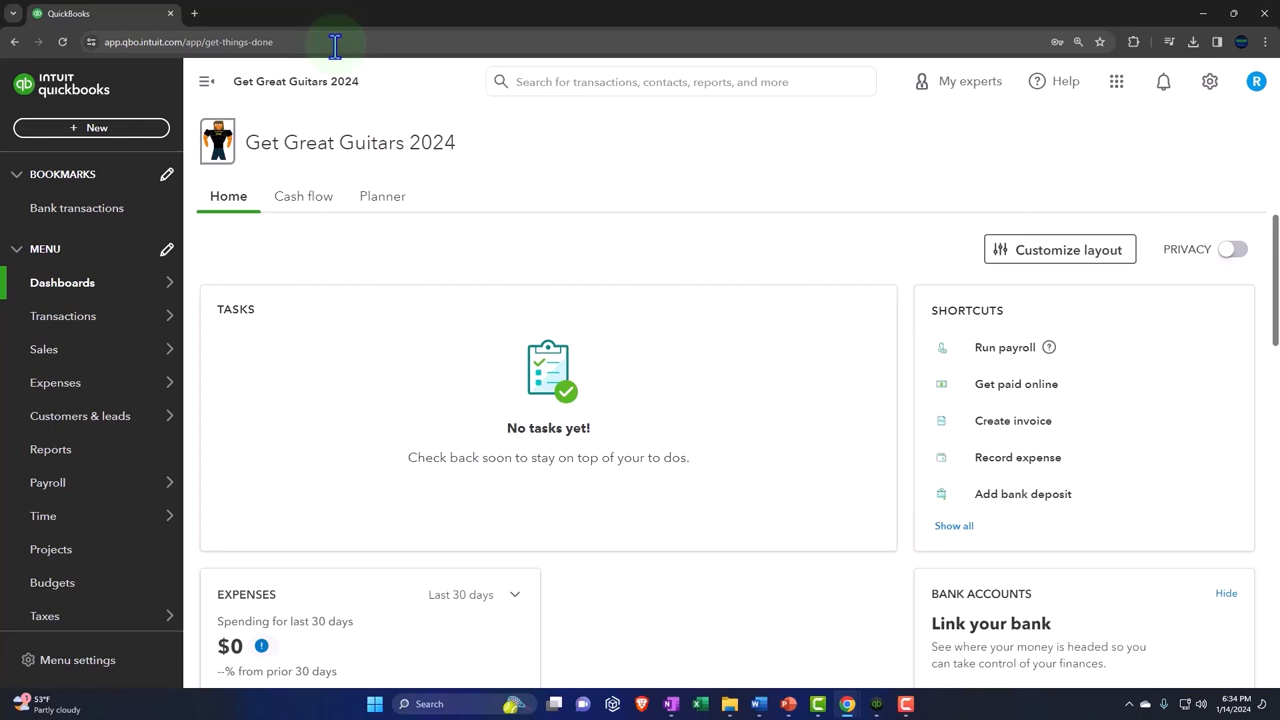 QuickBooks
app.qbo.intuit.com/app/get-things-done
INTUIT
quickbooks
Get Great Guitars 2024
Search for transactions, contacts, reports, and more
My experts
Help
R
+ New
BOOKMARKS
Bank transactions
MENU
Dashboards
Transactions
Sales
Expenses
Customers & leads
Reports
Payroll
Time
Projects
Budgets
Taxes
Menu settings
Get Great Guitars 2024
Home
Cash flow
Planner
Customize layout
PRIVACY
TASKS
No tasks yet!
Check back soon to stay on top of your to dos.
SHORTCUTS
Run payroll
Get paid online
Create invoice
Record expense
Add bank deposit
Show all
EXPENSES
Last 30 days
Spending for last 30 days
$0
--% from prior 30 days
BANK ACCOUNTS
Hide
Link your bank
See where your money is headed so you
can take control of your finances.
53°F
Partly cloudy
Search
6:34 PM
1/14/2024